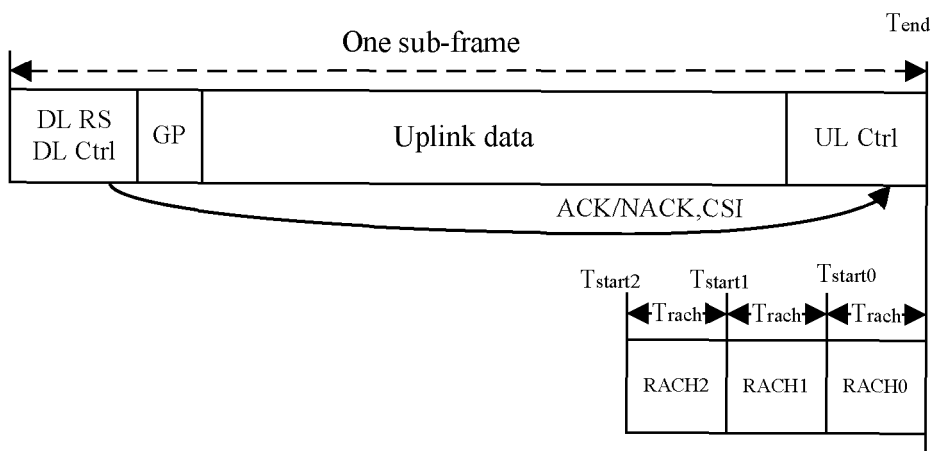 Tend
One sub-frame
DL RS
DL Ctrl
GP
Uplink data
UL Ctrl
ACK/NACK,CSI
Tstart2
Tstart1
Tstart0
Trach
Trach
Trach
RACH2
RACH1
RACH0